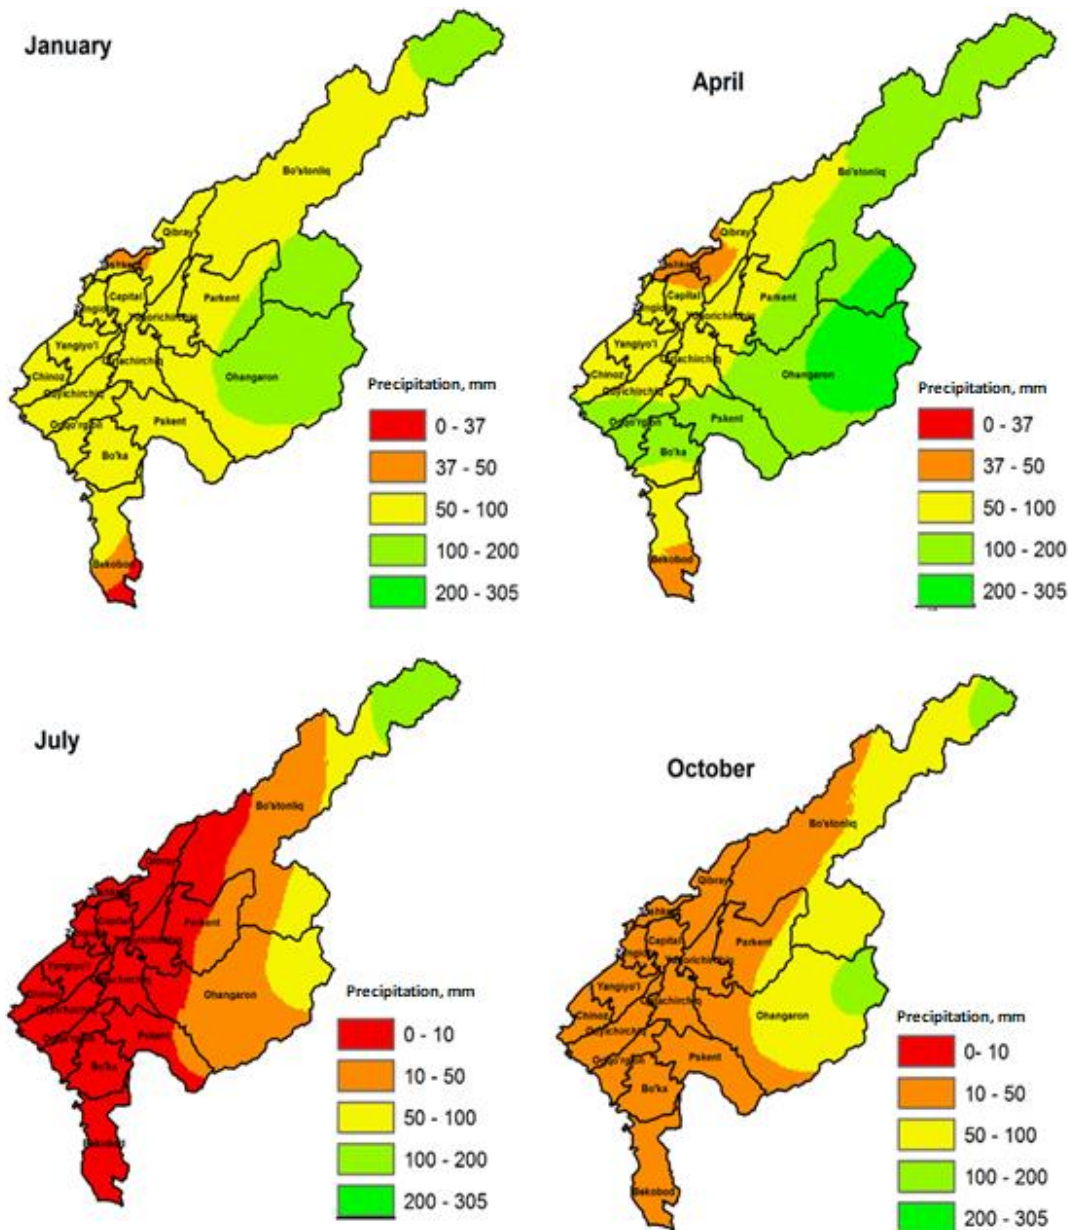 January
Bo'stonliq
Qibray
Capital
Parkent
Yangiyo'l
Chinoz
Ohangaron
Pskent
Bo'ka
Bekobod
Precipitation, mm
0 - 37
37 - 50
50 - 100
100 - 200
200 - 305
April
Bo'stonliq
Qibray
Capital
Parkent
Yangiyo'l
Chinoz
Ohangaron
Pskent
Bo'ka
Bekobod
Precipitation, mm
0 - 37
37 - 50
50 - 100
100 - 200
200 - 305
July
Bo'stonliq
Qibray
Capital
Parkent
Yangiyo'l
Ohangaron
Pskent
Bo'ka
Precipitation, mm
0 - 10
10 - 50
50 - 100
100 - 200
200 - 305
October
Bo'stonliq
Qibray
Capital
Parkent
Yangiyo'l
Chinoz
Ohangaron
Pskent
Bo'ka
Bekobod
Precipitation, mm
0- 10
10 - 50
50 - 100
100 - 200
200 - 305